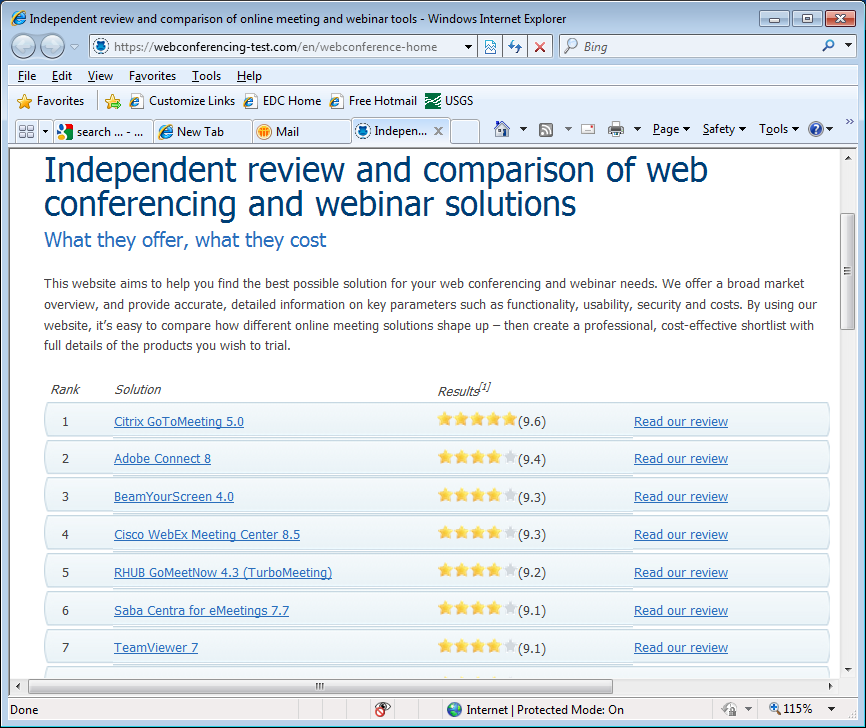 Independent review and comparison of online meeting and webinar tools - Windows Internet Explorer
https://webconferencing-test.com/en/webconference-home
Bing
File Edit View Favorites Tools Help
Favorites Customize Links EDC Home Free Hotmail USGS
search ... - ... New Tab Mail Indepen... Page Safety Tools
Independent review and comparison of web
conferencing and webinar solutions
What they offer, what they cost
This website aims to help you find the best possible solution for your web conferencing and webinar needs. We offer a broad market
overview, and provide accurate, detailed information on key parameters such as functionality, usability, security and costs. By using our
website, it’s easy to compare how different online meeting solutions shape up – then create a professional, cost-effective shortlist with
full details of the products you wish to trial.
Rank Solution Results[1]
1 Citrix GoToMeeting 5.0 (9.6) Read our review
2 Adobe Connect 8 (9.4) Read our review
3 BeamYourScreen 4.0 (9.3) Read our review
4 Cisco WebEx Meeting Center 8.5 (9.3) Read our review
5 RHUB GoMeetNow 4.3 (TurboMeeting) (9.2) Read our review
6 Saba Centra for eMeetings 7.7 (9.1) Read our review
7 TeamViewer 7 (9.1) Read our review
Done Internet | Protected Mode: On 115%